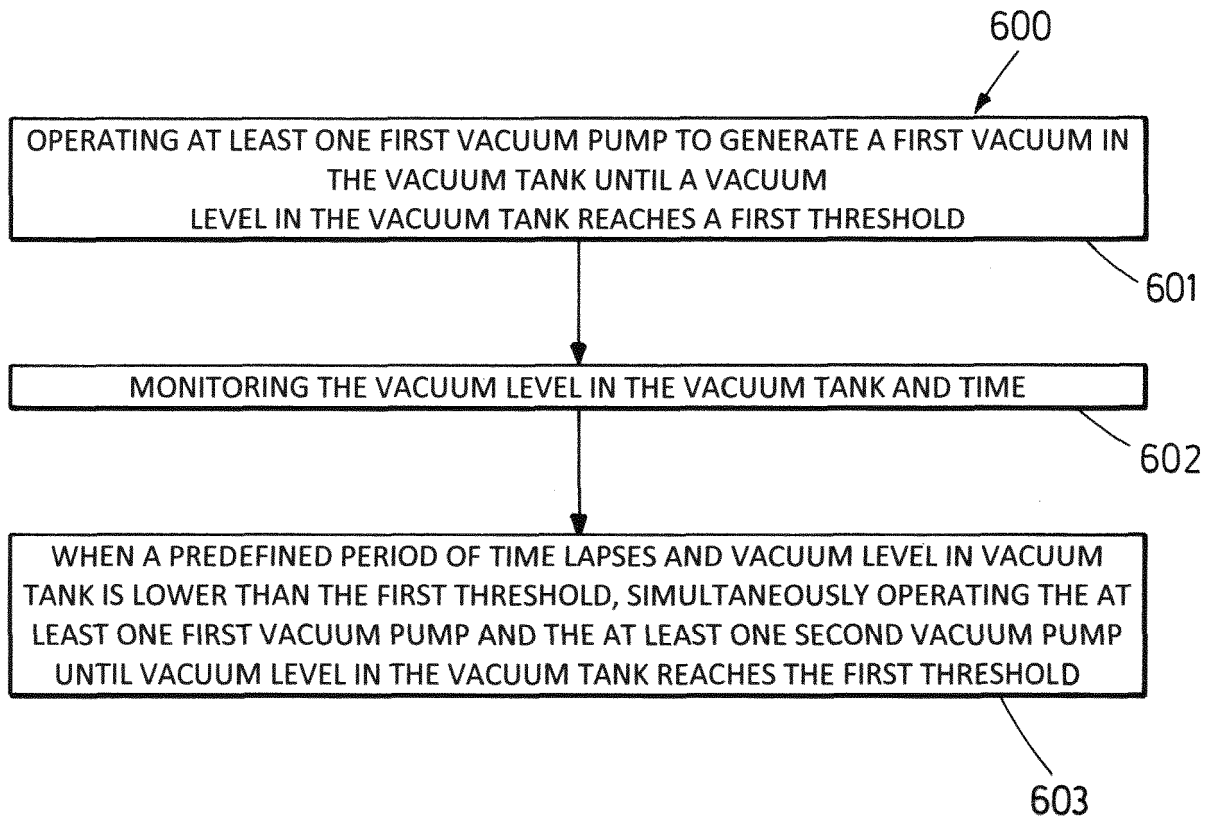 600
OPERATING AT LEAST ONE FIRST VACUUM PUMP TO GENERATE A FIRST VACUUM IN
THE VACUUM TANK UNTIL A VACUUM
LEVEL IN THE VACUUM TANK REACHES A FIRST THRESHOLD
601
MONITORING THE VACUUM LEVEL IN THE VACUUM TANK AND TIME
602
WHEN A PREDEFINED PERIOD OF TIME LAPSES AND VACUUM LEVEL IN VACUUM
TANK IS LOWER THAN THE FIRST THRESHOLD, SIMULTANEOUSLY OPERATING THE AT
LEAST ONE FIRST VACUUM PUMP AND THE AT LEAST ONE SECOND VACUUM PUMP
UNTIL VACUUM LEVEL IN THE VACUUM TANK REACHES THE FIRST THRESHOLD
603